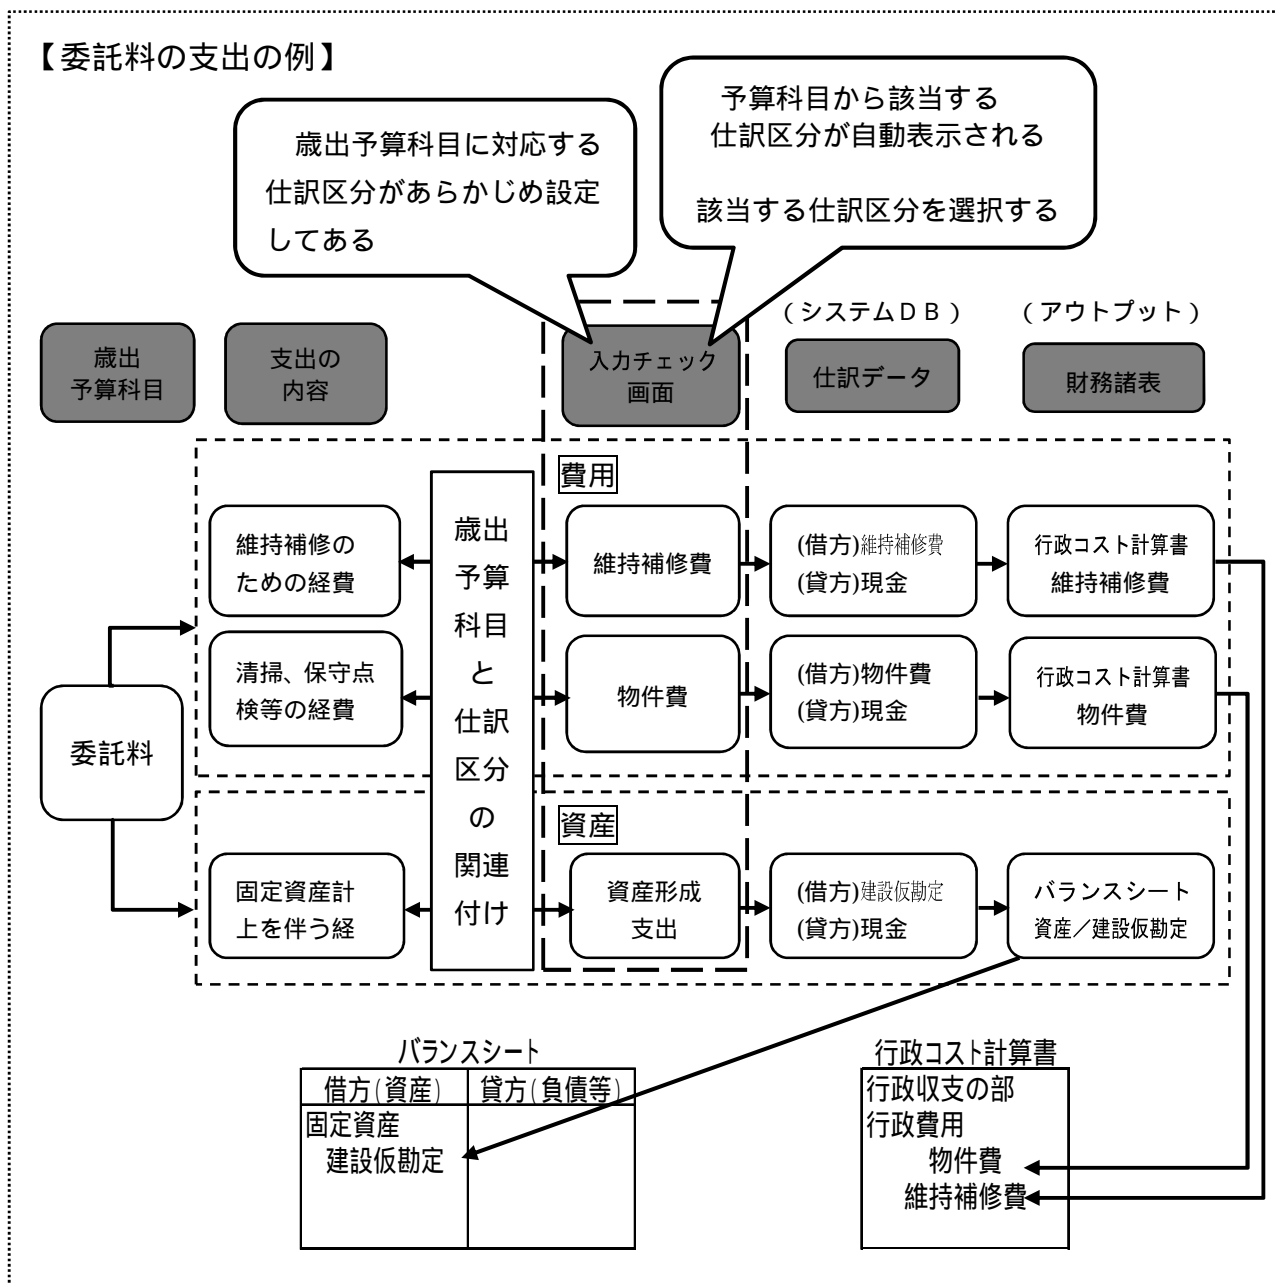 【委託料の支出の例】
歳出予算科目に対応する
仕訳区分があらかじめ設定
してある
予算科目から該当する
仕訳区分が自動表示される
該当する仕訳区分を選択する
(システムDB)
(アウトプット)
歳出
予算科目
支出の
内容
入力チェック
画面
仕訳データ
財務諸表
費用
歳出
予算
科目
と
仕訳
区分
の
関連
付け
維持補修の
ための経費
維持補修費
(借方)維持補修費
(貸方)現金
行政コスト計算書
維持補修費
清掃、保守点
検等の経費
物件費
(借方)物件費
(貸方)現金
行政コスト計算書
物件費
委託料
資産
固定資産計
上を伴う経
資産形成
支出
(借方)建設仮勘定
(貸方)現金
バランスシート
資産/建設仮勘定
バランスシート
借方(資産)
貸方(負債等)
固定資産
建設仮勘定
行政コスト計算書
行政収支の部
行政費用
物件費
維持補修費